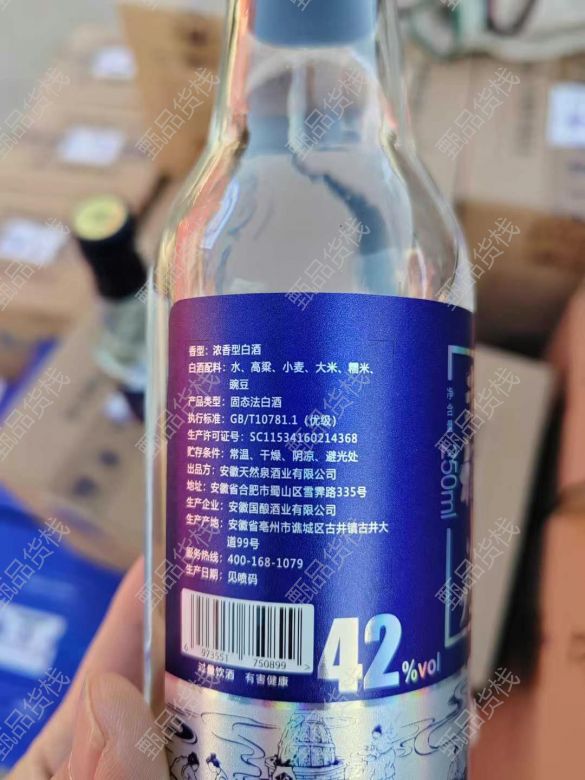 香型：浓香型白酒
白酒配料：水、高粱、小麦、大米、糯米、
豌豆
产品类型：固态法白酒
执行标准：GB/T10781.1（优级）
生产许可证号：SC11534160214368
贮存条件：常温、干燥、阴凉、避光处
出品方：安徽天然泉酒业有限公司
地址：安徽省合肥市蜀山区雪霁路335号
生产企业：安徽国酿酒业有限公司
生产产地：安徽省亳州市谯城区古井镇古井大
道99号
服务热线：400-168-1079
生产日期：见喷码
6 973551 750899 >
过量饮酒 有害健康
42%vol
净含量
250ml
甄品货栈